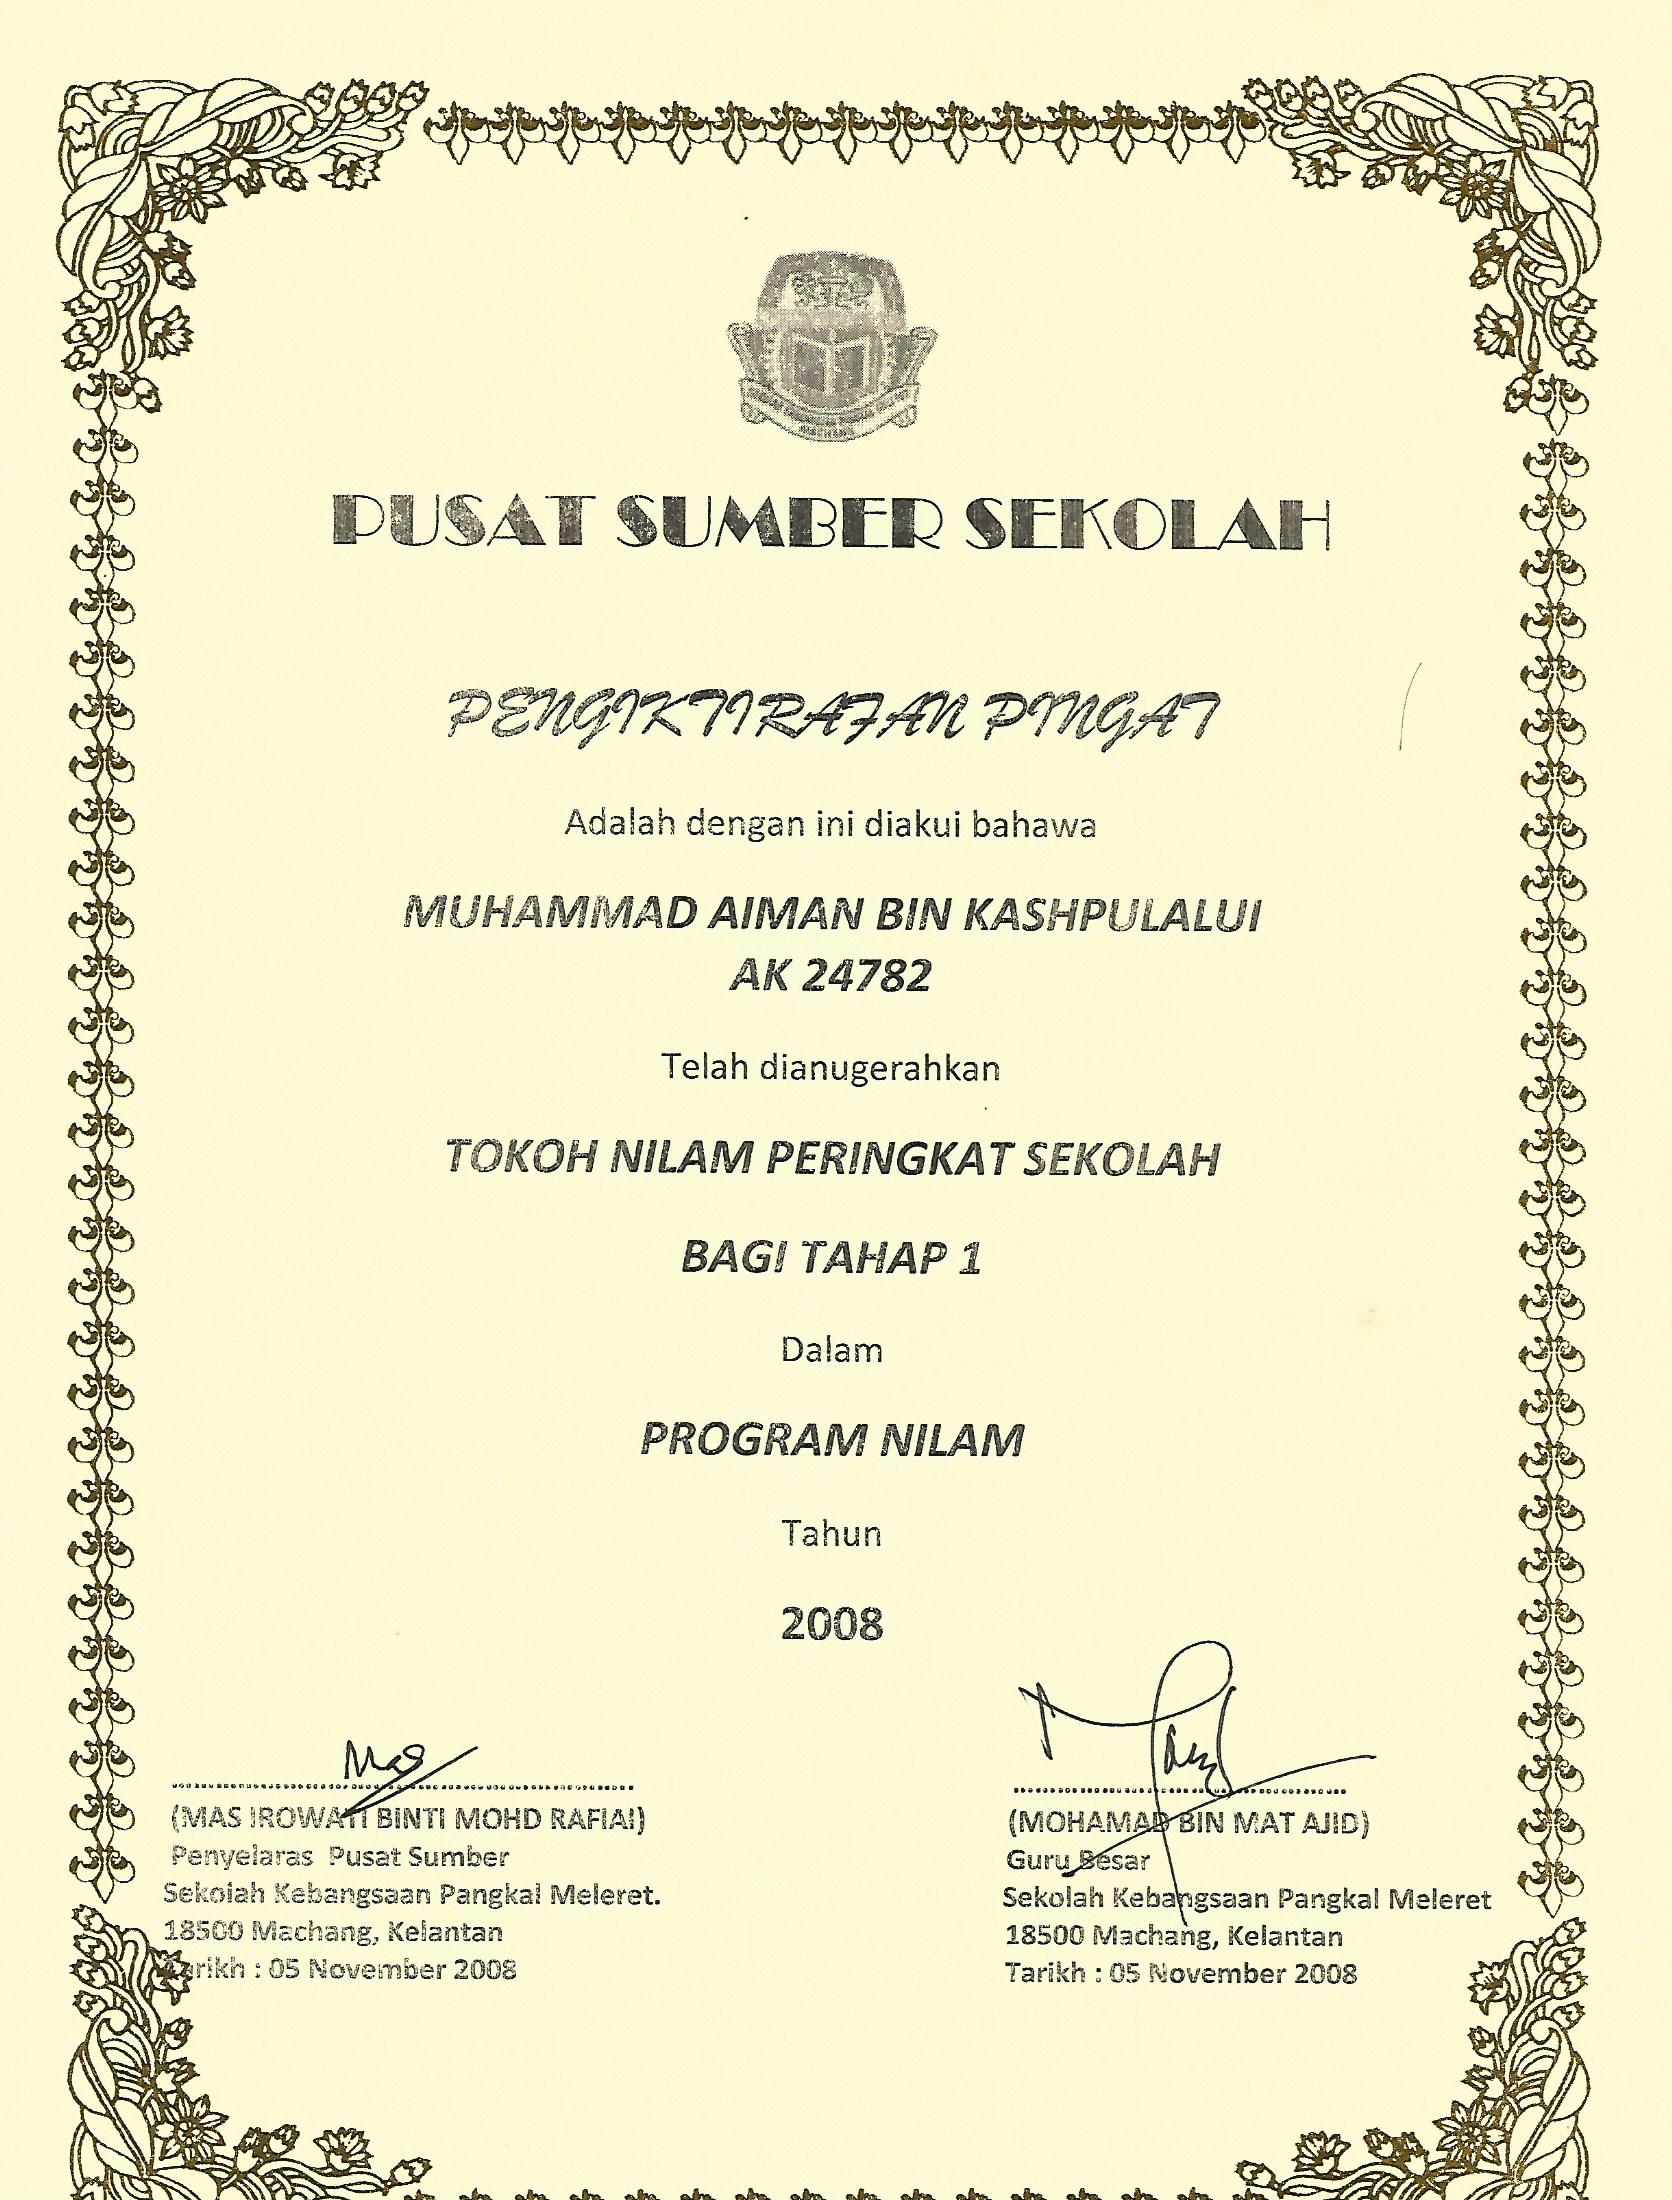 PUSAT SUMBER SEKOLAH
PENGIKTIRAFAN PINGAT
Adalah dengan ini diakui bahawa
MUHAMMAD AIMAN BIN KASHPULALUI
AK 24782
Telah dianugerahkan
TOKOH NILAM PERINGKAT SEKOLAH
BAGI TAHAP 1
Dalam
PROGRAM NILAM
Tahun
2008
Mas
(MAS IROWATI BINTI MOHD RAFIAI)
Penyelaras Pusat Sumber
Sekolah Kebangsaan Pangkal Meleret.
18500 Machang, Kelantan
Tarikh : 05 November 2008
(MOHAMAD BIN MAT AJID)
Guru Besar
Sekolah Kebangsaan Pangkal Meleret
18500 Machang, Kelantan
Tarikh : 05 November 2008